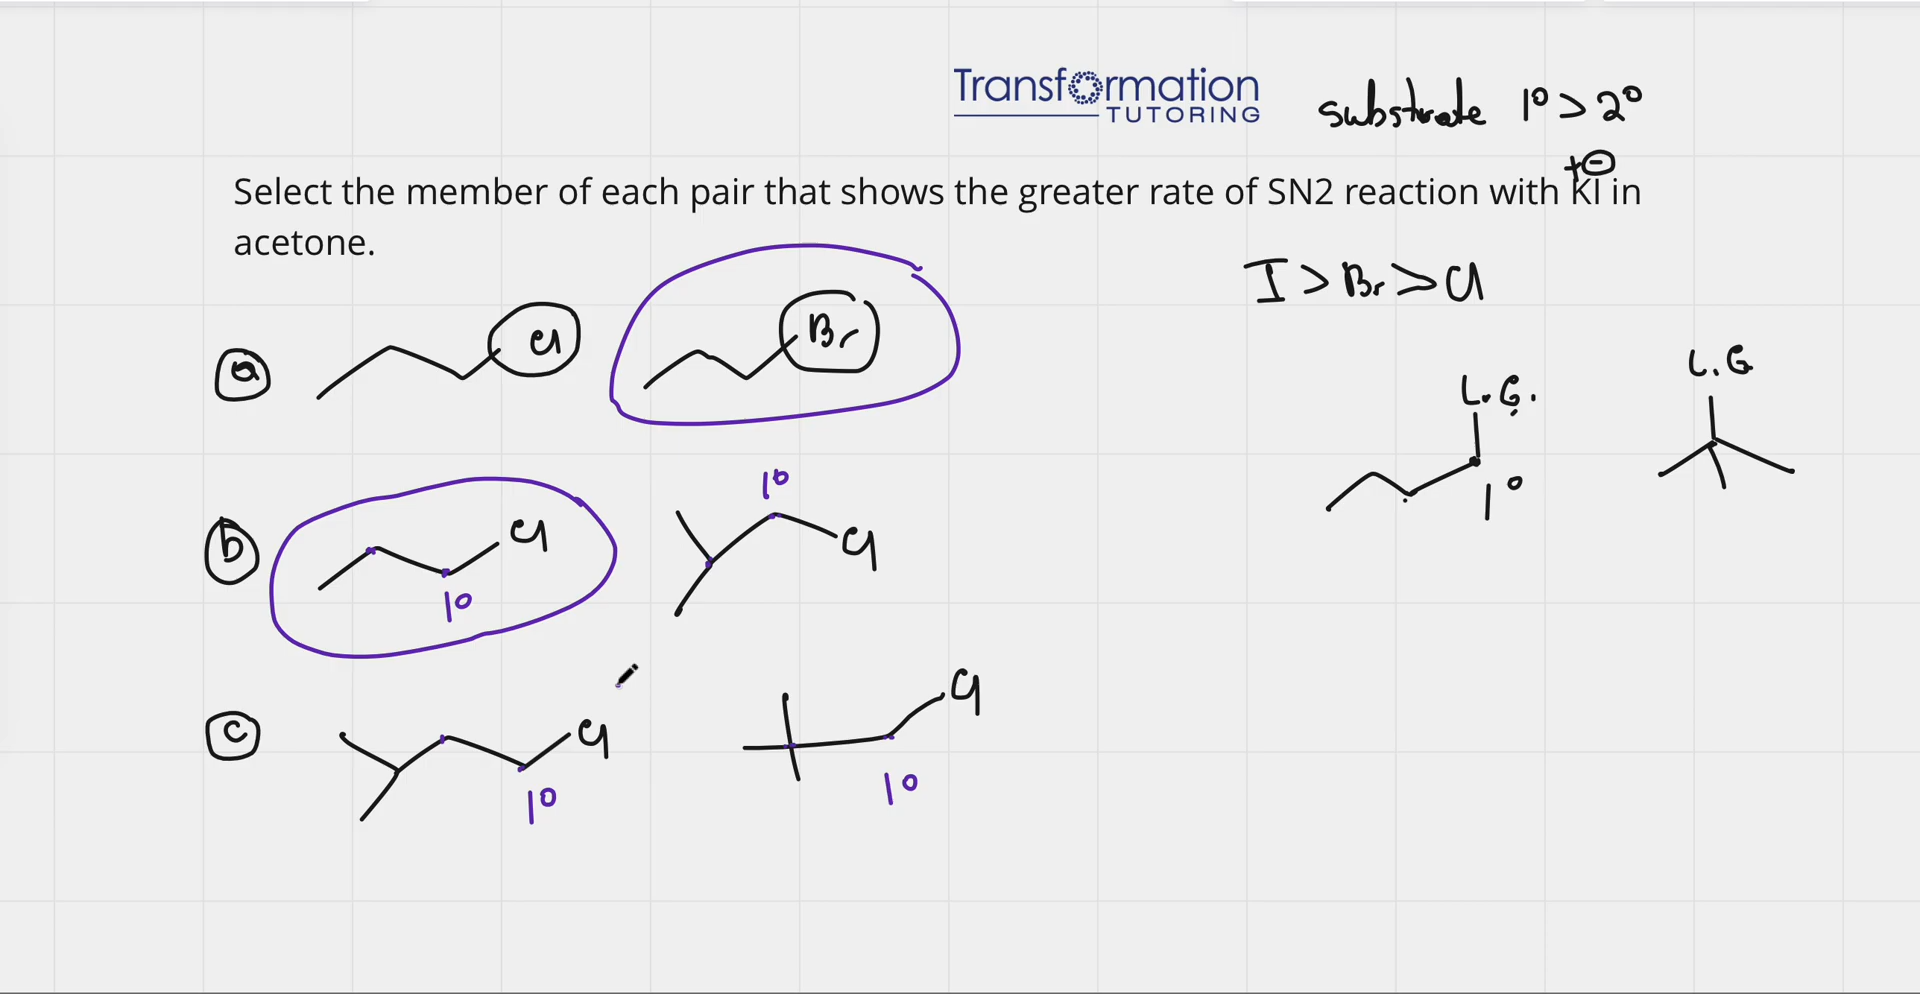 Transformation
TUTORING
substrate 1° > 2°
+ ⊖
Select the member of each pair that shows the greater rate of SN2 reaction with KI in
acetone.
I > Br > Cl
a Cl Br
L.G.
L.G.
1°
b Cl 1° Cl
1°
1°
c Cl Cl
1° 1°